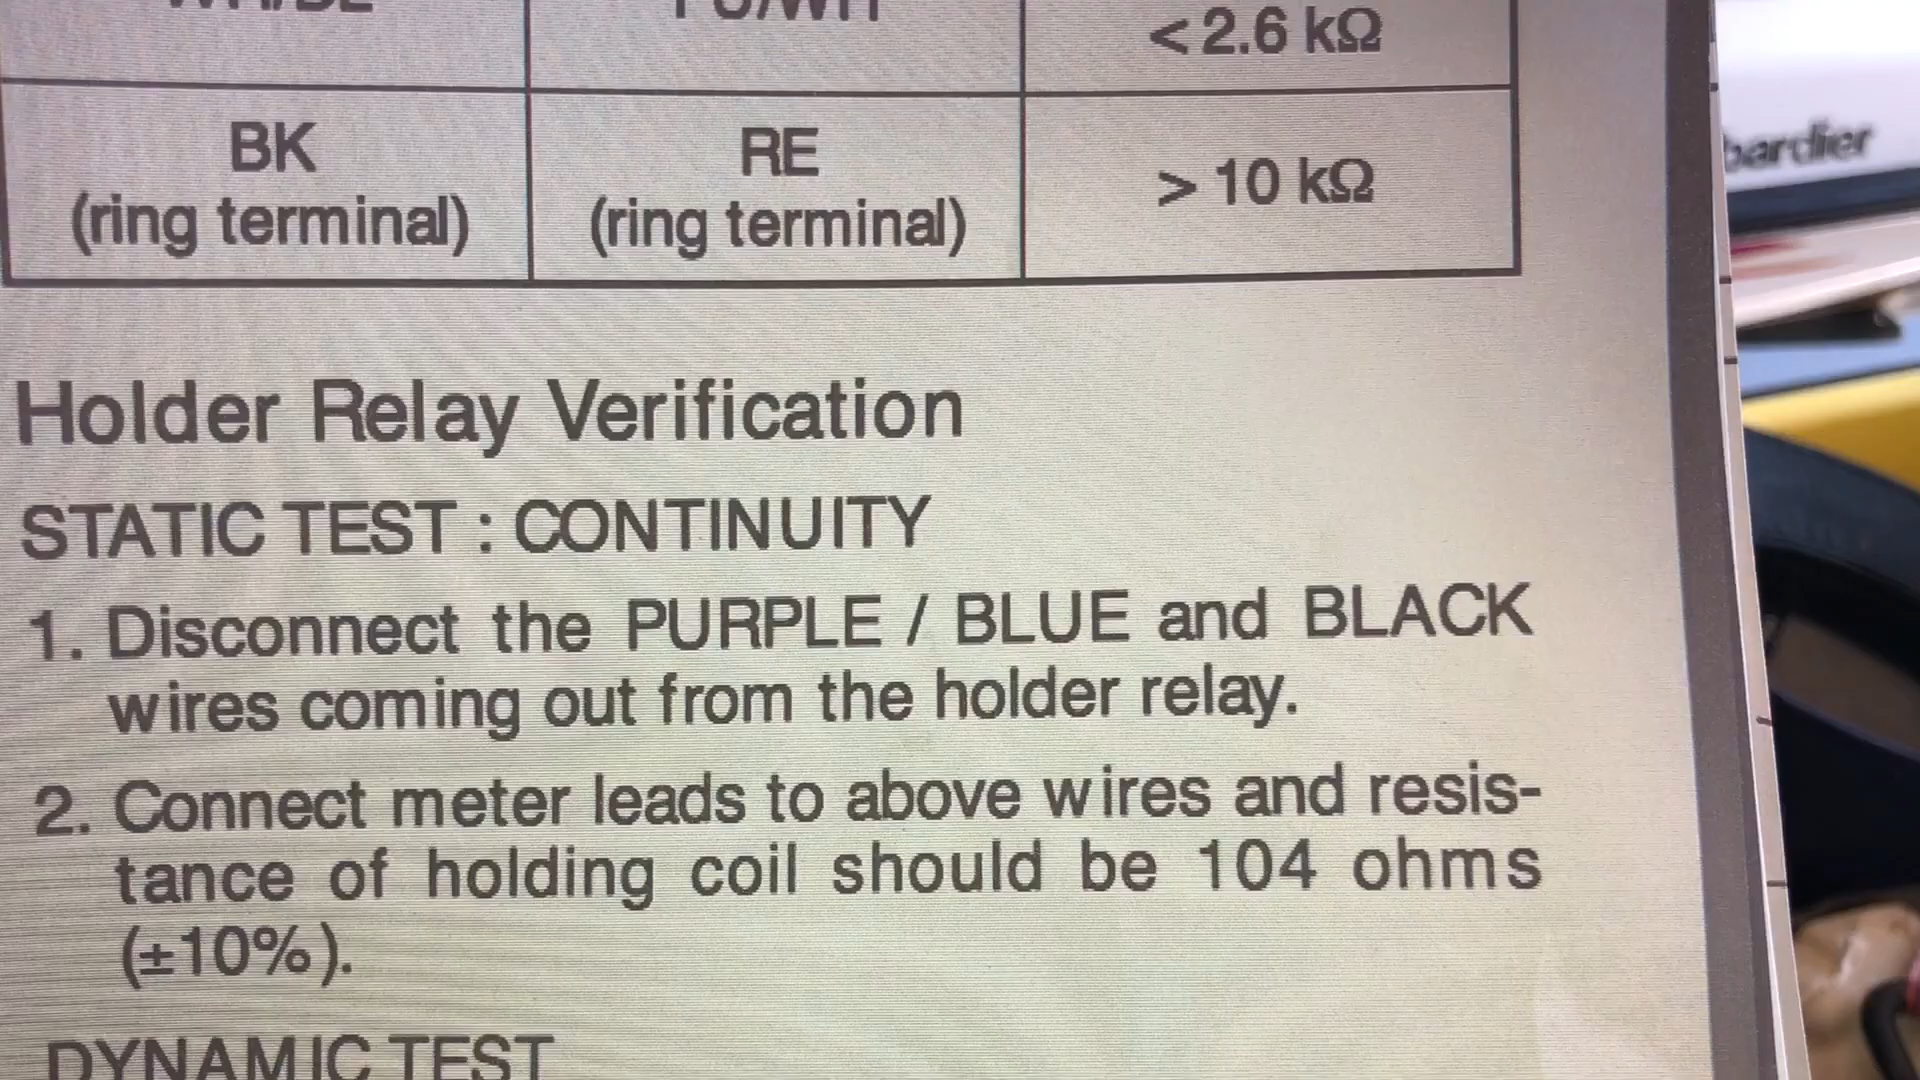 < 2.6 kΩ
BK
(ring terminal)
RE
(ring terminal)
> 10 kΩ
Holder Relay Verification
STATIC TEST : CONTINUITY
1. Disconnect the PURPLE / BLUE and BLACK
wires coming out from the holder relay.
2. Connect meter leads to above wires and resis-
tance of holding coil should be 104 ohms
(±10%).
DYNAMIC TEST
bardier